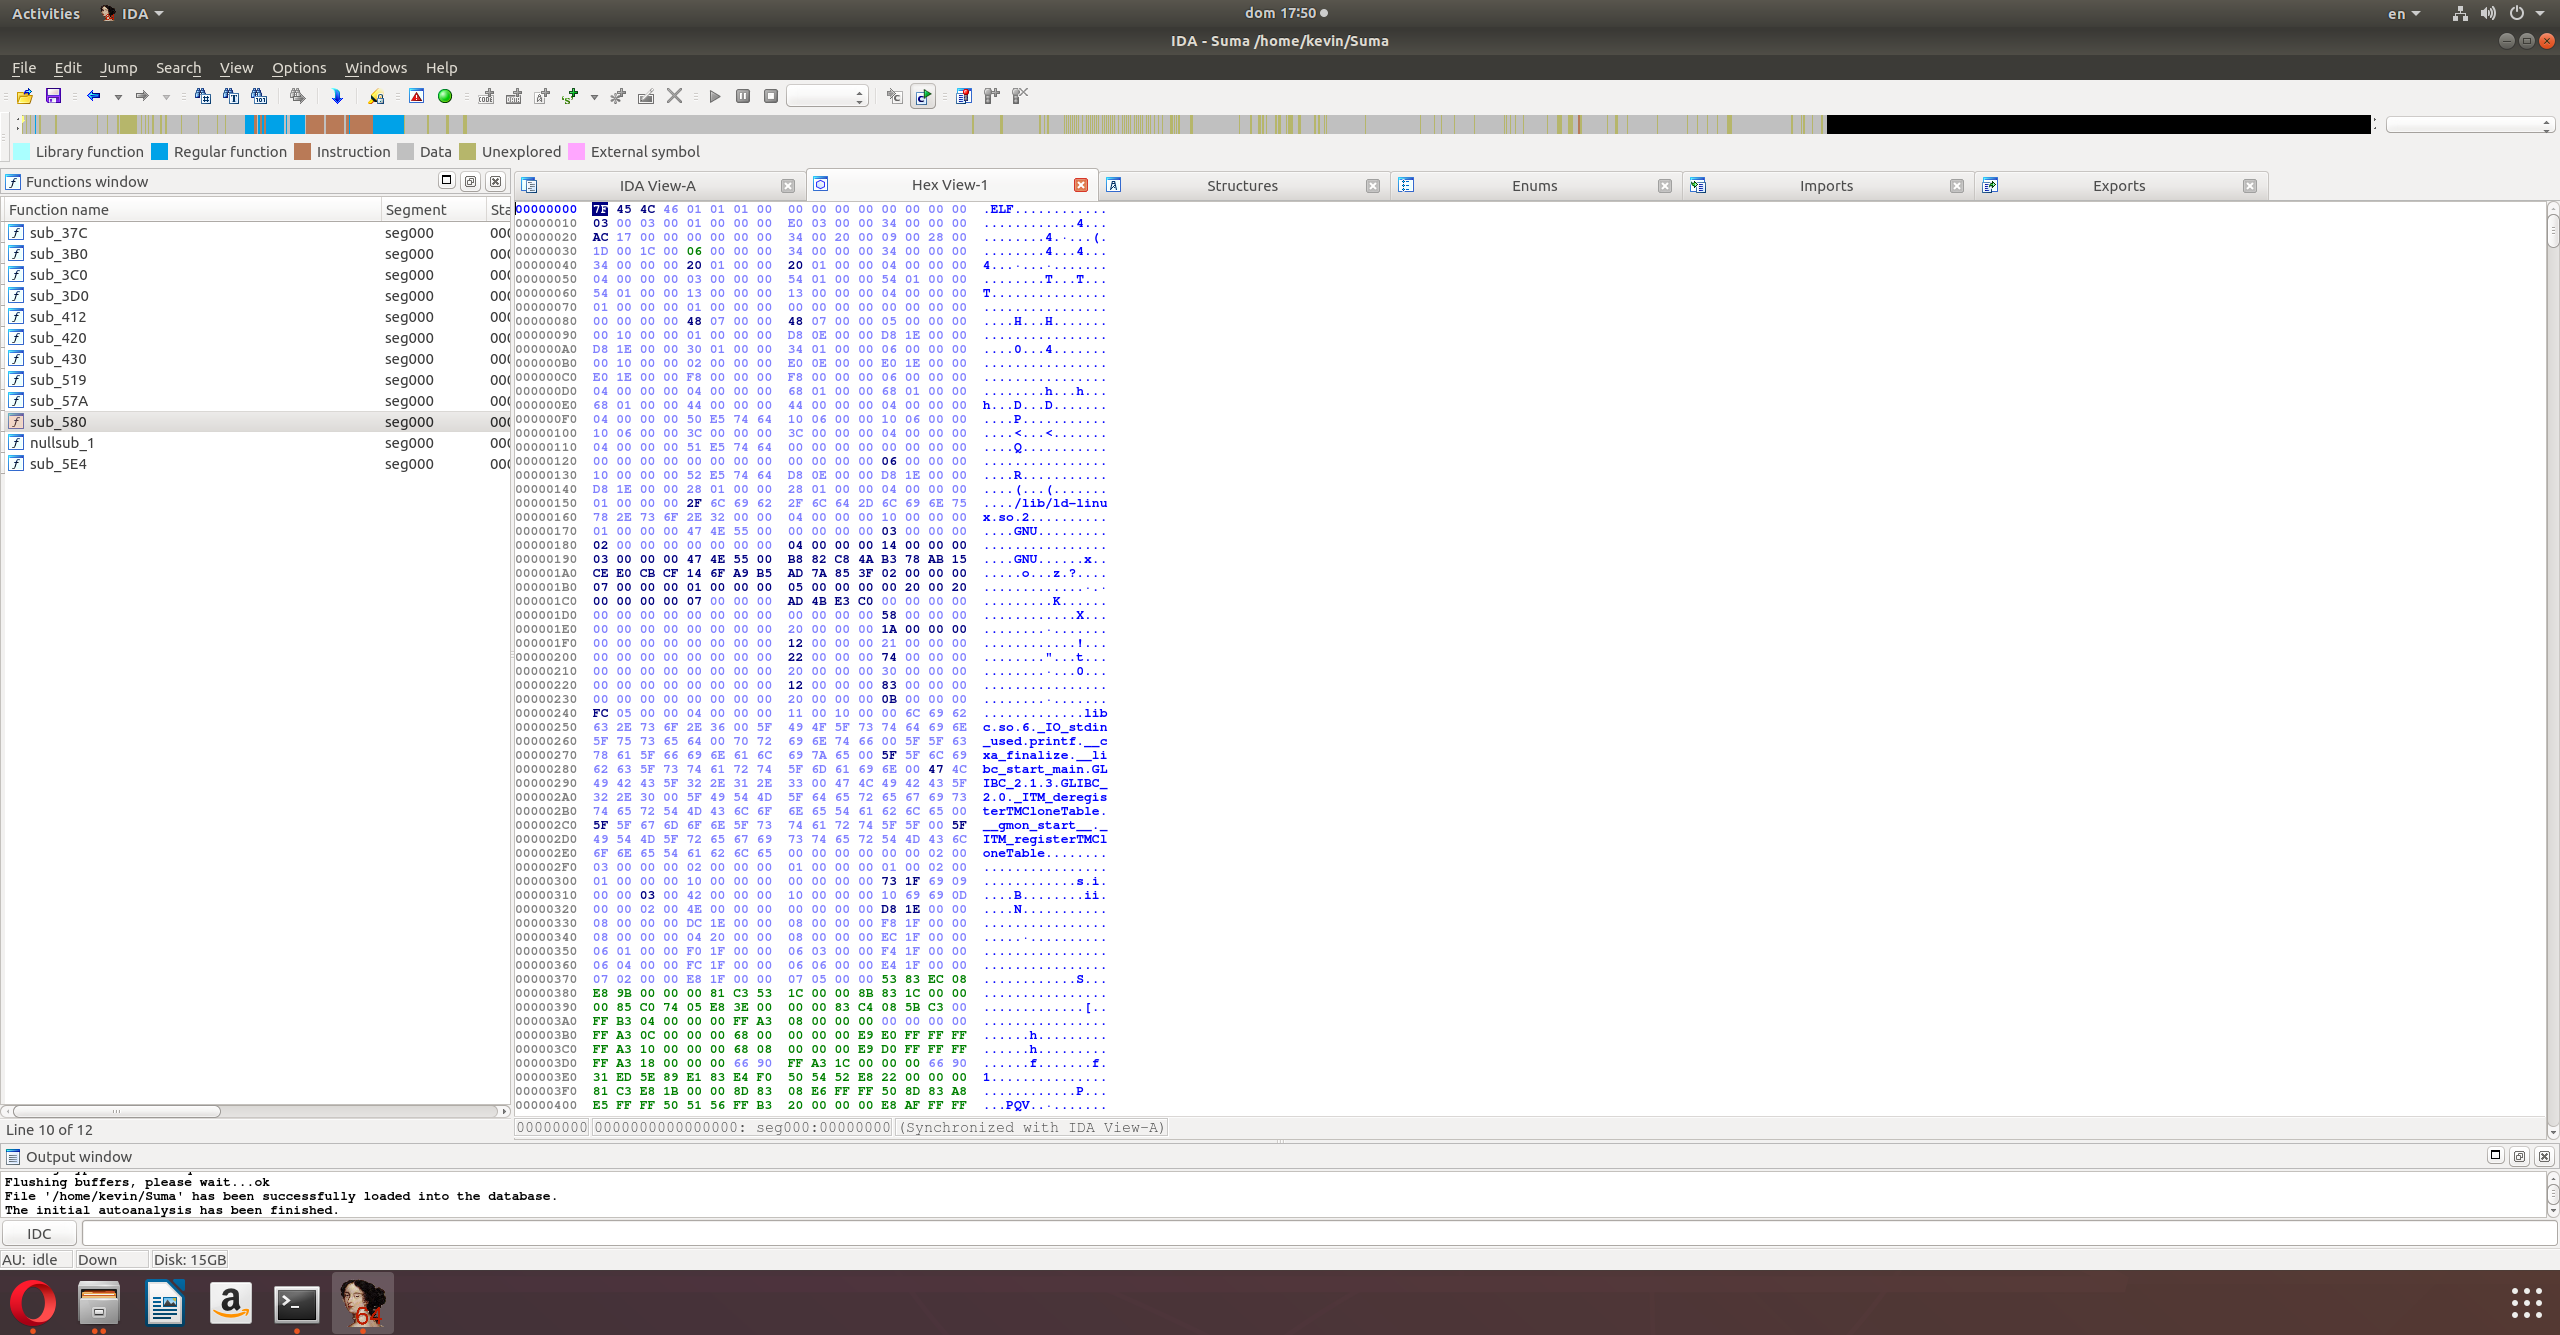 Activities IDA dom 17:50 en
IDA - Suma /home/kevin/Suma
File Edit Jump Search View Options Windows Help
Library function Regular function Instruction Data Unexplored External symbol
Functions window IDA View-A Hex View-1 Structures Enums Imports Exports
Function name Segment Sta
sub_37C seg000 000
sub_3B0 seg000 000
sub_3C0 seg000 000
sub_3D0 seg000 000
sub_412 seg000 000
sub_420 seg000 000
sub_430 seg000 000
sub_519 seg000 000
sub_57A seg000 000
sub_580 seg000 000
nullsub_1 seg000 000
sub_5E4 seg000 000
Line 10 of 12
00000000 7F 45 4C 46 01 01 01 00 00 00 00 00 00 00 00 00 .ELF............
00000010 03 00 03 00 01 00 00 00 E0 03 00 00 34 00 00 00 ............4...
00000020 AC 17 00 00 00 00 00 00 34 00 20 00 09 00 28 00 ........4.·...(.
00000030 1D 00 1C 00 06 00 00 00 34 00 00 00 34 00 00 00 ........4...4...
00000040 34 00 00 00 20 01 00 00 20 01 00 00 04 00 00 00 4...·...·.......
00000050 04 00 00 00 03 00 00 00 54 01 00 00 54 01 00 00 ........T...T...
00000060 54 01 00 00 13 00 00 00 13 00 00 00 04 00 00 00 T...............
00000070 01 00 00 00 01 00 00 00 00 00 00 00 00 00 00 00 ................
00000080 00 00 00 00 48 07 00 00 48 07 00 00 05 00 00 00 ....H...H.......
00000090 00 10 00 00 01 00 00 00 D8 0E 00 00 D8 1E 00 00 ................
000000A0 D8 1E 00 00 30 01 00 00 34 01 00 00 06 00 00 00 ....0...4.......
000000B0 00 10 00 00 02 00 00 00 E0 0E 00 00 E0 1E 00 00 ................
000000C0 E0 1E 00 00 F8 00 00 00 F8 00 00 00 06 00 00 00 ................
000000D0 04 00 00 00 04 00 00 00 68 01 00 00 68 01 00 00 ........h...h...
000000E0 68 01 00 00 44 00 00 00 44 00 00 00 04 00 00 00 h...D...D.......
000000F0 04 00 00 00 50 E5 74 64 10 06 00 00 10 06 00 00 ....P...........
00000100 10 06 00 00 3C 00 00 00 3C 00 00 00 04 00 00 00 ....<...<.......
00000110 04 00 00 00 51 E5 74 64 00 00 00 00 00 00 00 00 ....Q...........
00000120 00 00 00 00 00 00 00 00 00 00 00 00 06 00 00 00 ................
00000130 10 00 00 00 52 E5 74 64 D8 0E 00 00 D8 1E 00 00 ....R...........
00000140 D8 1E 00 00 28 01 00 00 28 01 00 00 04 00 00 00 ....(...(.......
00000150 01 00 00 00 2F 6C 69 62 2F 6C 64 2D 6C 69 6E 75 ..../lib/ld-linu
00000160 78 2E 73 6F 2E 32 00 00 04 00 00 00 10 00 00 00 x.so.2..........
00000170 01 00 00 00 47 4E 55 00 00 00 00 00 03 00 00 00 ....GNU.........
00000180 02 00 00 00 00 00 00 00 04 00 00 00 14 00 00 00 ................
00000190 03 00 00 00 47 4E 55 00 B8 82 C8 4A B3 78 AB 15 ....GNU......x..
000001A0 CE E0 CB CF 14 6F A9 B5 AD 7A 85 3F 02 00 00 00 .....o...z.?....
000001B0 07 00 00 00 01 00 00 00 05 00 00 00 00 20 00 20 .............·.·
000001C0 00 00 00 00 07 00 00 00 AD 4B E3 C0 00 00 00 00 .........K......
000001D0 00 00 00 00 00 00 00 00 00 00 00 00 58 00 00 00 ............X...
000001E0 00 00 00 00 00 00 00 00 20 00 00 00 1A 00 00 00 ........·.......
000001F0 00 00 00 00 00 00 00 00 12 00 00 00 21 00 00 00 ............!...
00000200 00 00 00 00 00 00 00 00 22 00 00 00 74 00 00 00 ........"...t...
00000210 00 00 00 00 00 00 00 00 20 00 00 00 30 00 00 00 ........·...0...
00000220 00 00 00 00 00 00 00 00 12 00 00 00 83 00 00 00 ................
00000230 00 00 00 00 00 00 00 00 20 00 00 00 0B 00 00 00 ........·.......
00000240 FC 05 00 00 04 00 00 00 11 00 10 00 00 6C 69 62 .............lib
00000250 63 2E 73 6F 2E 36 00 5F 49 4F 5F 73 74 64 69 6E c.so.6._IO_stdin
00000260 5F 75 73 65 64 00 70 72 69 6E 74 66 00 5F 5F 63 _used.printf.__c
00000270 78 61 5F 66 69 6E 61 6C 69 7A 65 00 5F 5F 6C 69 xa_finalize.__li
00000280 62 63 5F 73 74 61 72 74 5F 6D 61 69 6E 00 47 4C bc_start_main.GL
00000290 49 42 43 5F 32 2E 31 2E 33 00 47 4C 49 42 43 5F IBC_2.1.3.GLIBC_
000002A0 32 2E 30 00 5F 49 54 4D 5F 64 65 72 65 67 69 73 2.0._ITM_deregis
000002B0 74 65 72 54 4D 43 6C 6F 6E 65 54 61 62 6C 65 00 terTMCloneTable.
000002C0 5F 5F 67 6D 6F 6E 5F 73 74 61 72 74 5F 5F 00 5F __gmon_start__._
000002D0 49 54 4D 5F 72 65 67 69 73 74 65 72 54 4D 43 6C ITM_registerTMCl
000002E0 6F 6E 65 54 61 62 6C 65 00 00 00 00 00 00 02 00 oneTable........
000002F0 03 00 00 00 02 00 00 00 01 00 00 00 01 00 02 00 ................
00000300 01 00 00 00 10 00 00 00 00 00 00 00 73 1F 69 09 ............s.i.
00000310 00 00 03 00 42 00 00 00 10 00 00 00 10 69 69 0D ....B........ii.
00000320 00 00 02 00 4E 00 00 00 00 00 00 00 D8 1E 00 00 ....N...........
00000330 08 00 00 00 DC 1E 00 00 08 00 00 00 F8 1F 00 00 ................
00000340 08 00 00 00 04 20 00 00 08 00 00 00 EC 1F 00 00 .....·..........
00000350 06 01 00 00 F0 1F 00 00 06 03 00 00 F4 1F 00 00 ................
00000360 06 04 00 00 FC 1F 00 00 06 06 00 00 E4 1F 00 00 ................
00000370 07 02 00 00 E8 1F 00 00 07 05 00 00 53 83 EC 08 ............S...
00000380 E8 9B 00 00 00 81 C3 53 1C 00 00 8B 83 1C 00 00 ................
00000390 00 85 C0 74 05 E8 3E 00 00 00 83 C4 08 5B C3 00 .............[..
000003A0 FF B3 04 00 00 00 FF A3 08 00 00 00 00 00 00 00 ................
000003B0 FF A3 0C 00 00 00 68 00 00 00 00 E9 E0 FF FF FF ......h.........
000003C0 FF A3 10 00 00 00 68 08 00 00 00 E9 D0 FF FF FF ......h.........
000003D0 FF A3 18 00 00 00 66 90 FF A3 1C 00 00 00 66 90 ......f.......f.
000003E0 31 ED 5E 89 E1 83 E4 F0 50 54 52 E8 22 00 00 00 1...............
000003F0 81 C3 E8 1B 00 00 8D 83 08 E6 FF FF 50 8D 83 A8 ............P...
00000400 E5 FF FF 50 51 56 FF B3 20 00 00 00 E8 AF FF FF ...PQV..·.......
00000000 0000000000000000: seg000:00000000 (Synchronized with IDA View-A)
Output window
Flushing buffers, please wait...ok
File '/home/kevin/Suma' has been successfully loaded into the database.
The initial autoanalysis has been finished.
IDC
AU: idle Down Disk: 15GB
a 64